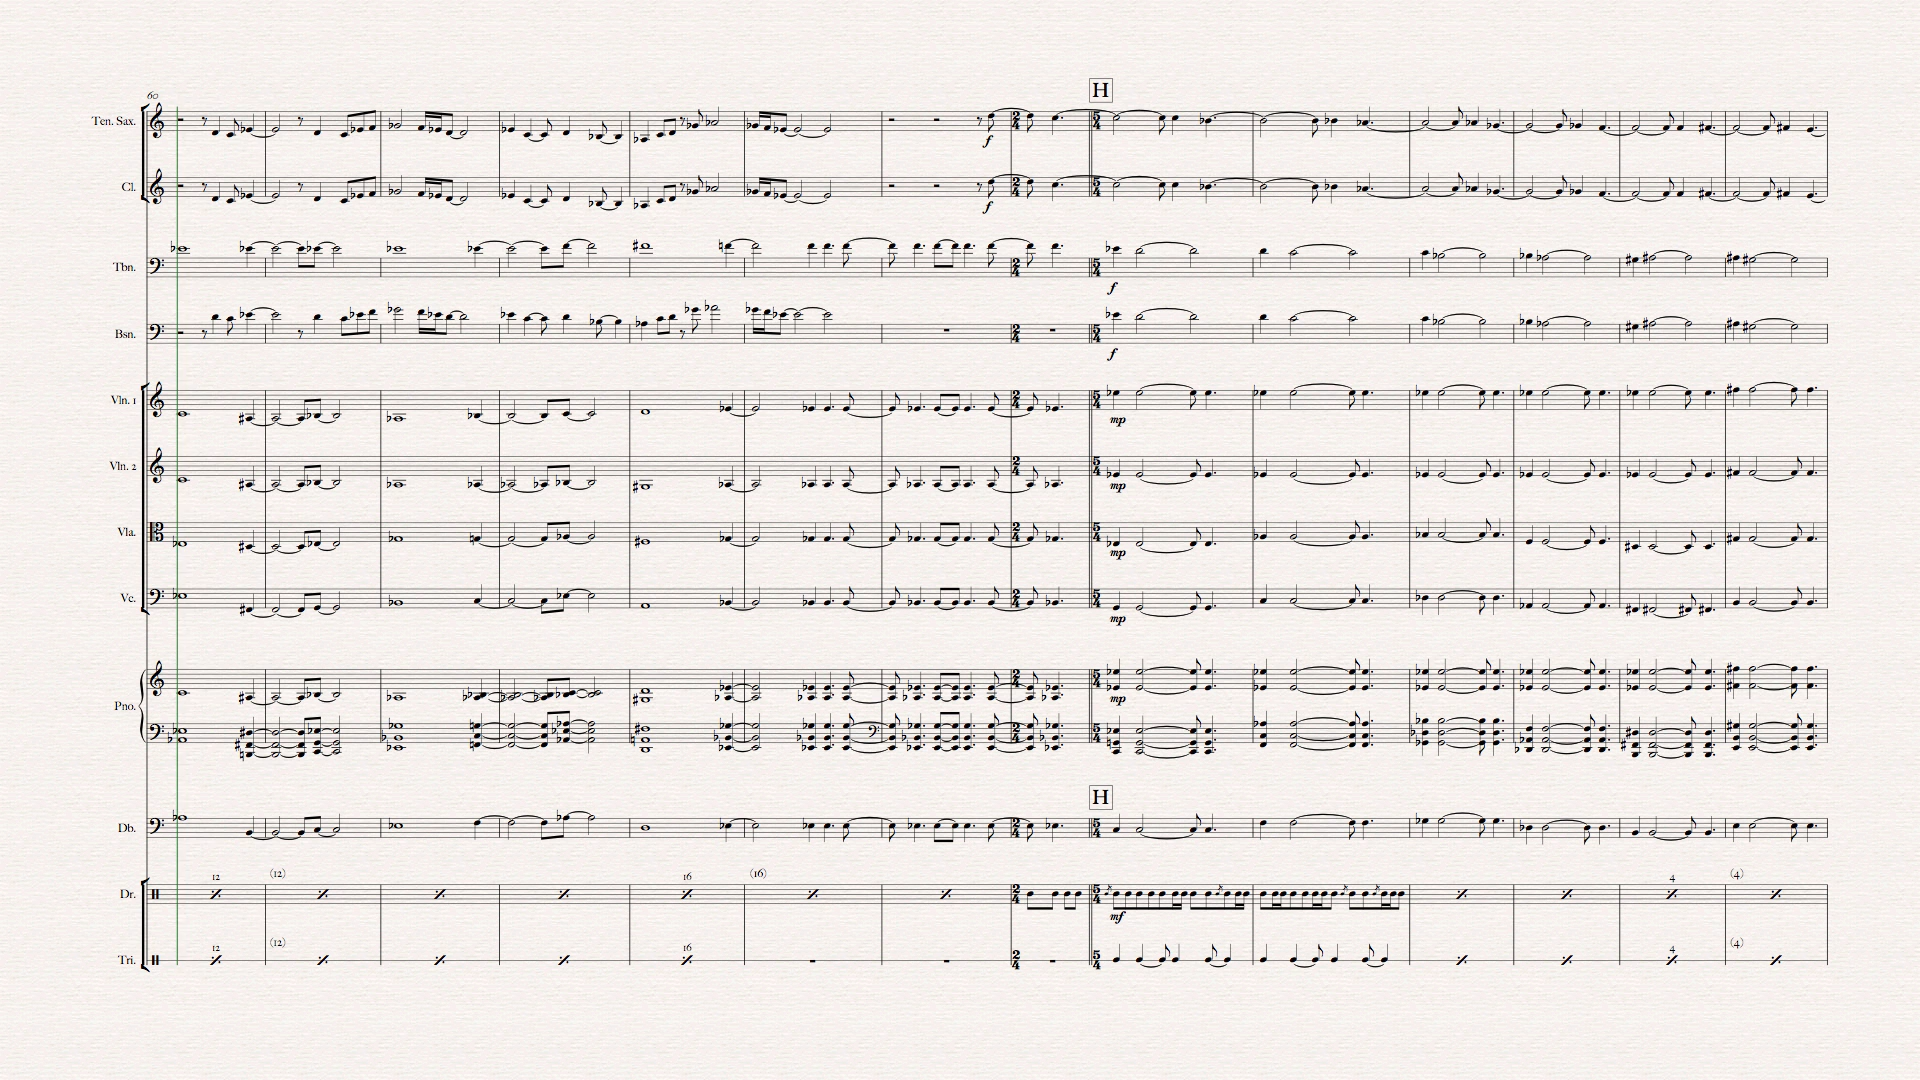 60
H
Ten. Sax.
f
Cl.
f
Tbn.
f
Bsn.
f
Vln. 1
mp
Vln. 2
mp
Vla.
mp
Vc.
mp
Pno.
mp
H
Db.
12 (12) 16 (16) 4 (4)
Dr.
mf
12 (12) 16 4 (4)
Tri.